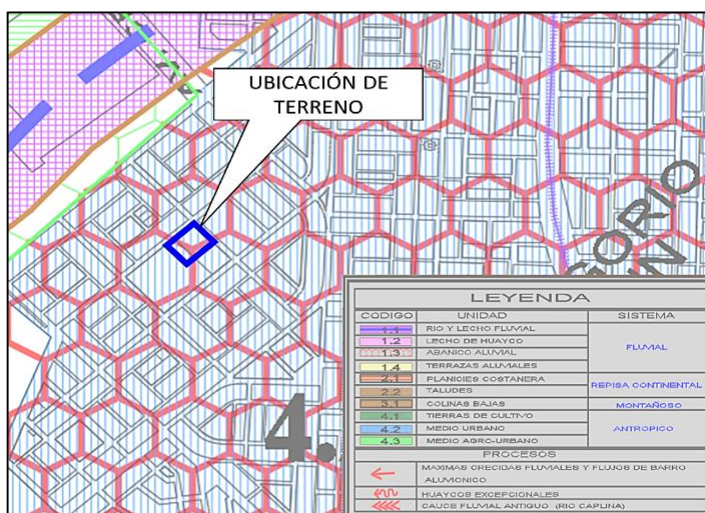 UBICACIÓN DE
TERRENO
GORIO
4.
LEYENDA
CODIGO UNIDAD SISTEMA
1.1 RIO Y LECHO FLUVIAL
1.2 LECHO DE HUAYCO
1.3 ABANICO ALUVIAL
1.4 TERRAZAS ALUVIALES
FLUVIAL
2.1 PLANICIES COSTANERA
2.2 TALUDES
REPISA CONTINENTAL
3.1 COLINAS BAJAS MONTAÑOSO
4.1 TIERRAS DE CULTIVO
4.2 MEDIO URBANO
4.3 MEDIO AGRO-URBANO
ANTROPICO
PROCESOS
MAXIMAS CRECIDAS FLUVIALES Y FLUJOS DE BARRO
ALUMONICO
HUAYCOS EXCEPCIONALES
CAUCE FLUVIAL ANTIGUO (RIO CAPLINA)